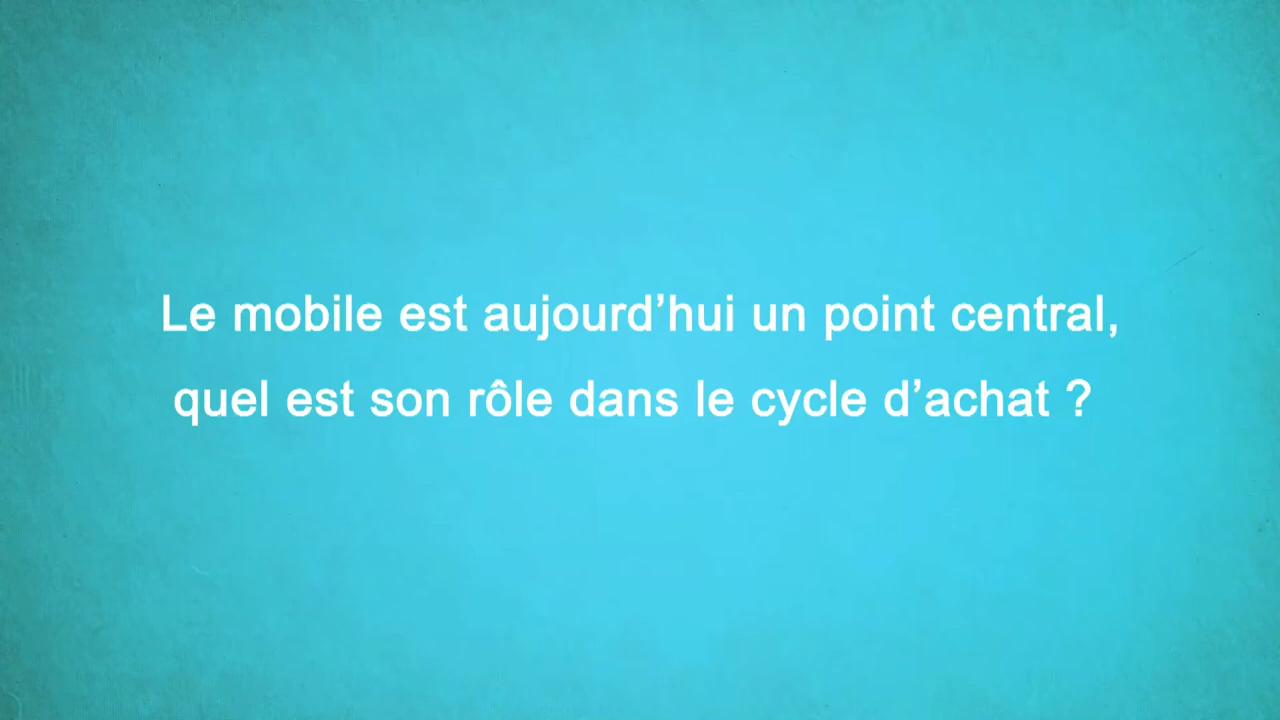 Le mobile est aujourd’hui un point central,
quel est son rôle dans le cycle d’achat ?